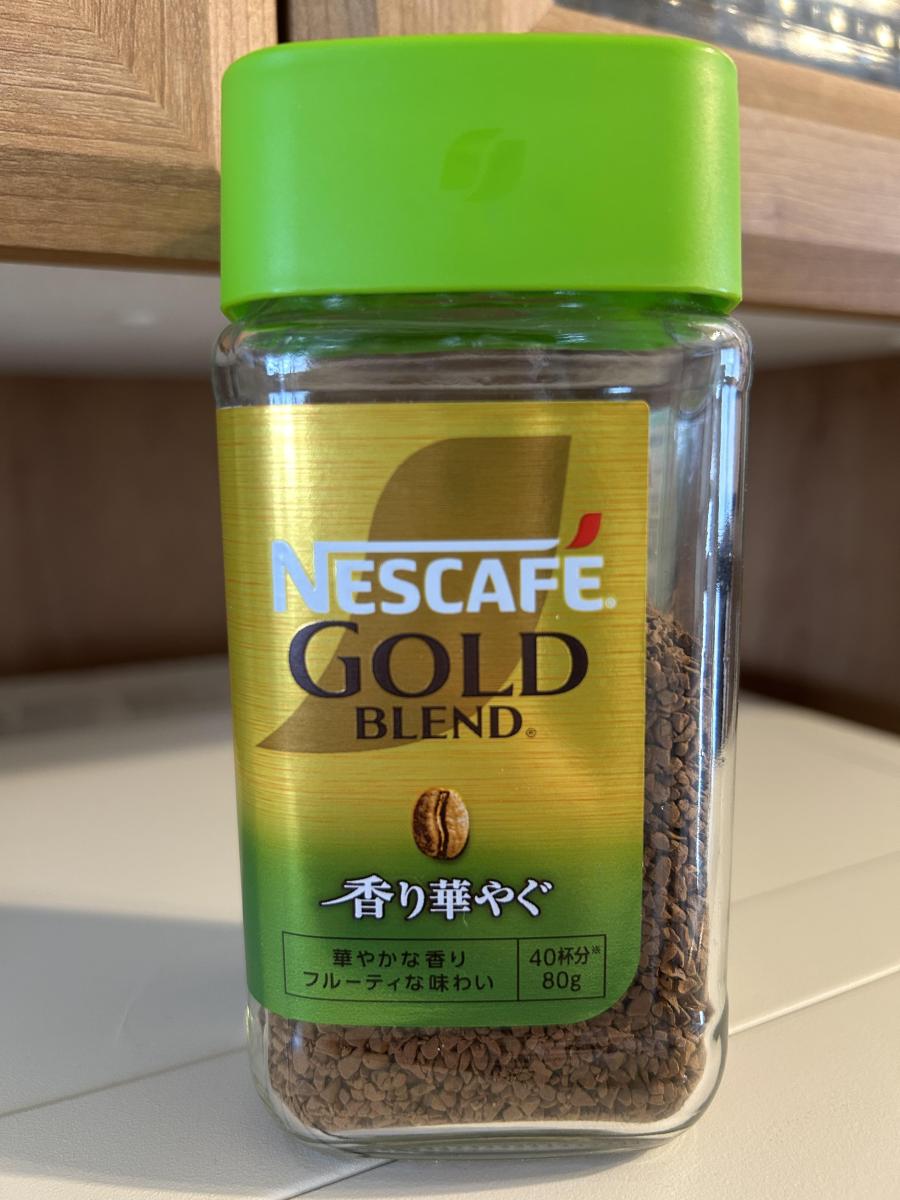 NESCAFÉ®
GOLD
BLEND®
香り華やぐ
華やかな香り
フルーティな味わい
40杯分※
80g